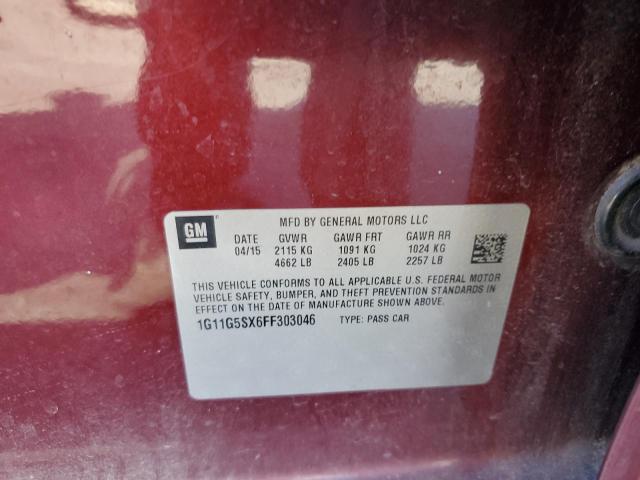 GM
MFD BY GENERAL MOTORS LLC
DATE GVWR GAWR FRT GAWR RR
04/15 2115 KG 1091 KG 1024 KG
4662 LB 2405 LB 2257 LB
THIS VEHICLE CONFORMS TO ALL APPLICABLE U.S. FEDERAL MOTOR
VEHICLE SAFETY, BUMPER, AND THEFT PREVENTION STANDARDS IN
EFFECT ON THE DATE OF MANUFACTURE SHOWN ABOVE.
1G11G5SX6FF303046 TYPE: PASS CAR